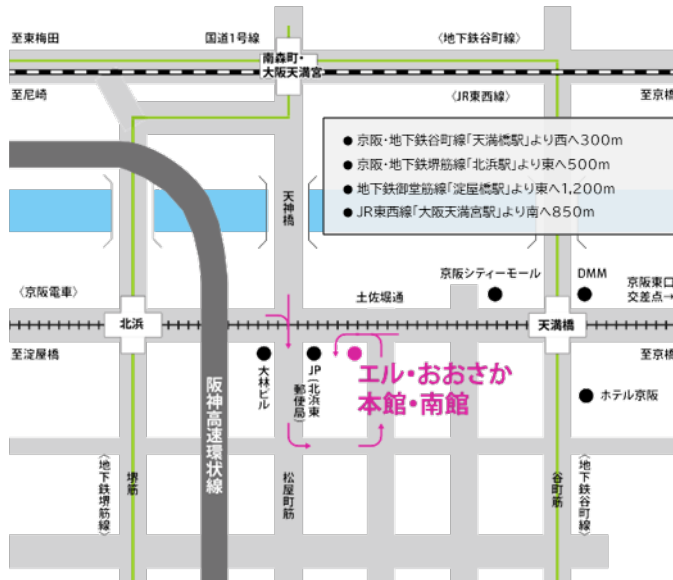 至東梅田
国道1号線
〈地下鉄谷町線〉
南森町・
大阪天満宮
至尼崎
〈JR東西線〉
至京橋
● 京阪・地下鉄谷町線「天満橋駅」より西へ300m
● 京阪・地下鉄堺筋線「北浜駅」より東へ500m
● 地下鉄御堂筋線「淀屋橋駅」より東へ1,200m
● JR東西線「大阪天満宮駅」より南へ850m
天神橋
京阪シティーモール
DMM
京阪東口
交差点→
〈京阪電車〉
土佐堀通
北浜
天満橋
至淀屋橋
至京橋
大林ビル
JP(北浜東
郵便局)
エル・おおさか
本館・南館
ホテル京阪
阪神高速環状線
〈地下鉄堺筋線〉
堺筋
松屋町筋
谷町筋
〈地下鉄谷町線〉